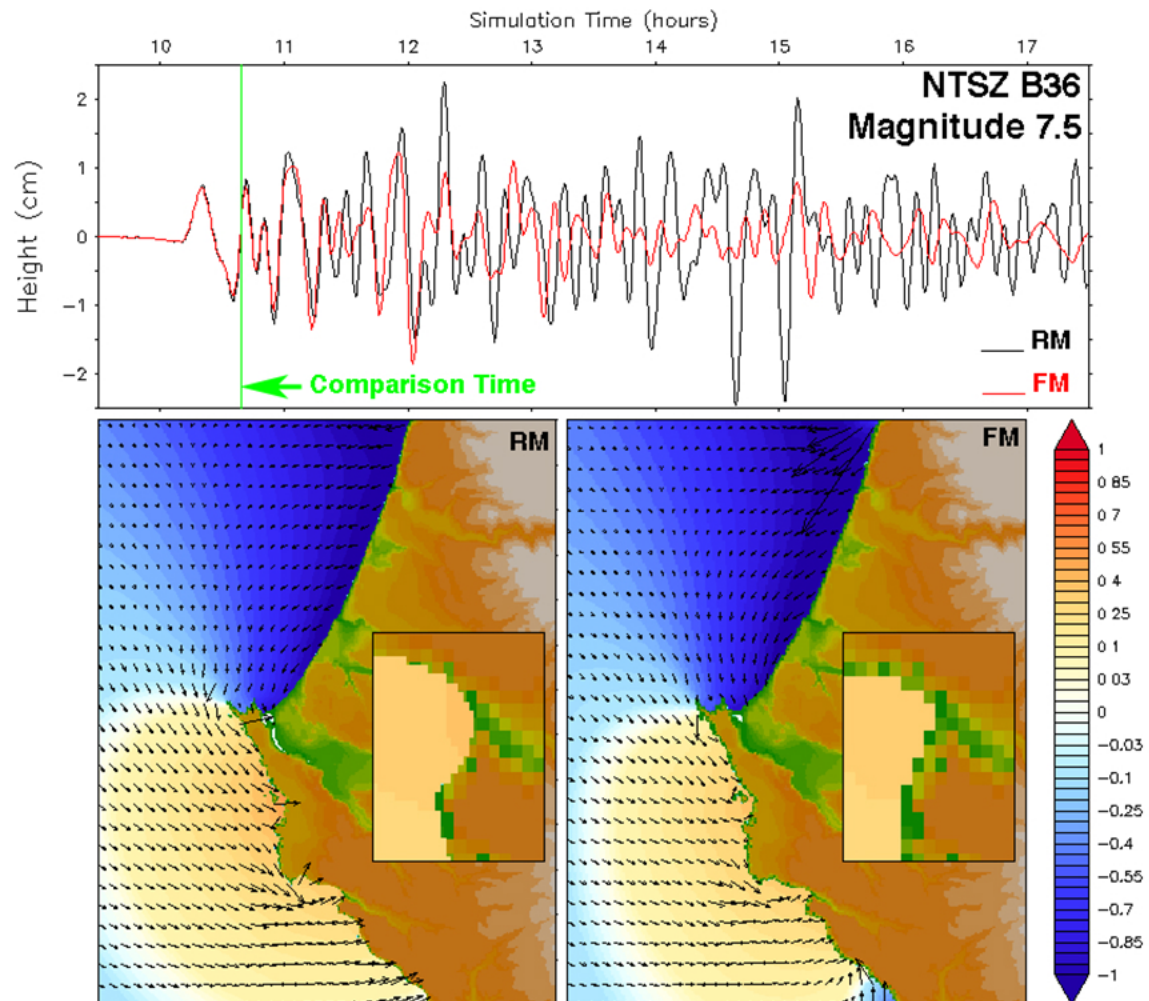 Simulation Time (hours)
10 11 12 13 14 15 16 17
NTSZ B36
Magnitude 7.5
Height (cm)
2
1
0
−1
−2
RM
FM
Comparison Time
RM
FM
1
0 85
0 7
0 55
0 4
0 25
0 1
0 03
0
−0.03
−0.1
−0.25
−0.4
−0.55
−0.7
−0.85
−1